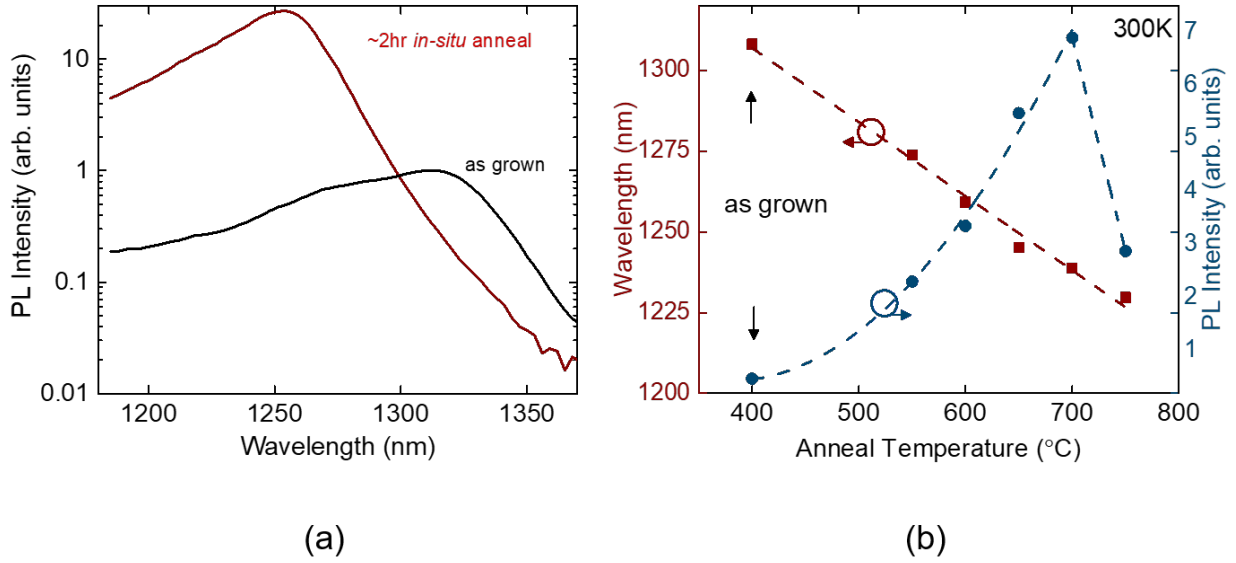 PL Intensity (arb. units)
10
1
0.1
0.01
~2hr in-situ anneal
as grown
1200
1250
1300
1350
Wavelength (nm)
(a)
Wavelength (nm)
1300
1275
1250
1225
1200
as grown
300K
7
6
5
4
3
2
1
PL Intensity (arb. units)
400
500
600
700
800
Anneal Temperature (°C)
(b)